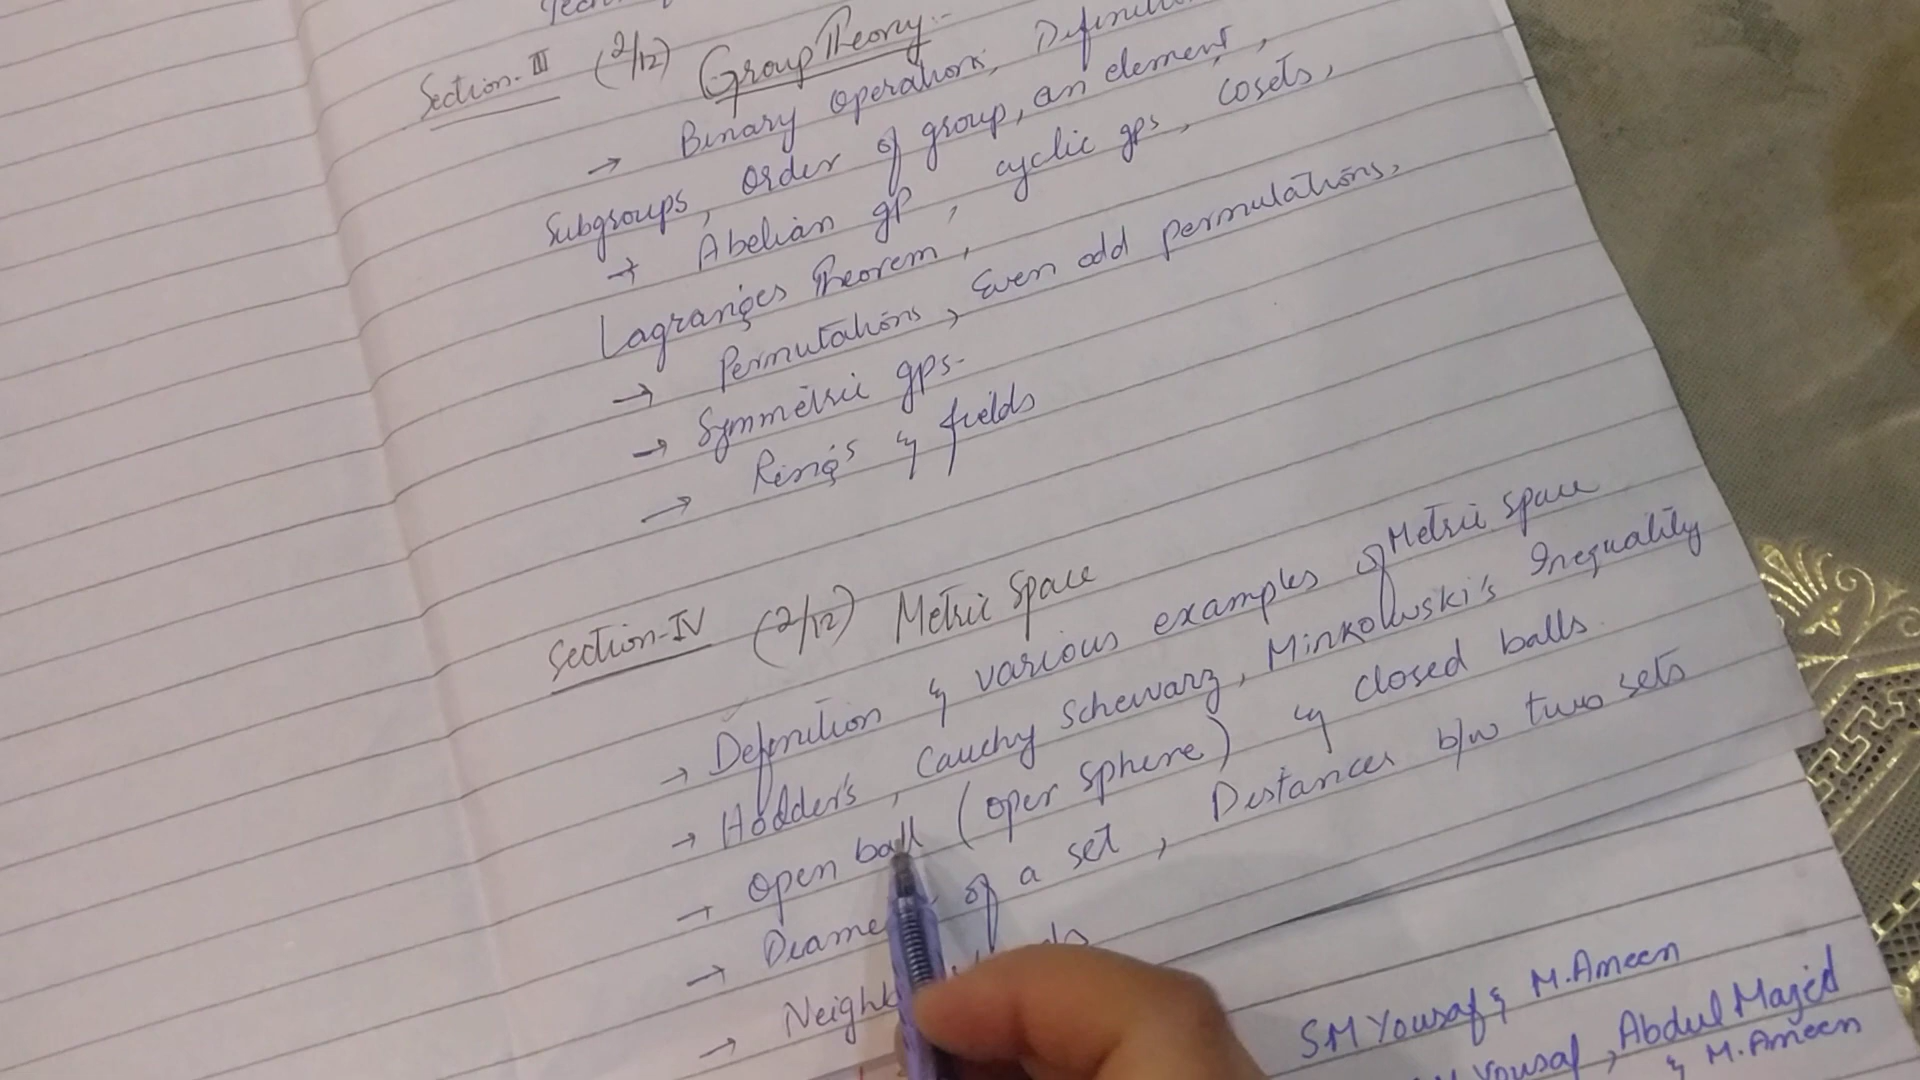 Section-III (2/12) Group Theory:-
→ Binary operations, Definition
Subgroups, order of group, an element,
→ Abelian gp, cyclic gps, cosets,
Lagranges Theorem,
→ Permutations, Even odd permutations,
→ Symmetric gps.
→ Rings & fields
Section-IV (2/12) Metric Space
→ Definition & various examples of Metric Space
→ Holder's, Cauchy Schewarz, Minkowski's Inequality
→ Open ball (open sphere) & closed balls.
→ of a set, Distances b/w two sets
→ Neigh
SM Yousaf & M. Ameen
Yousaf, Abdul Majid
& M. Ameen